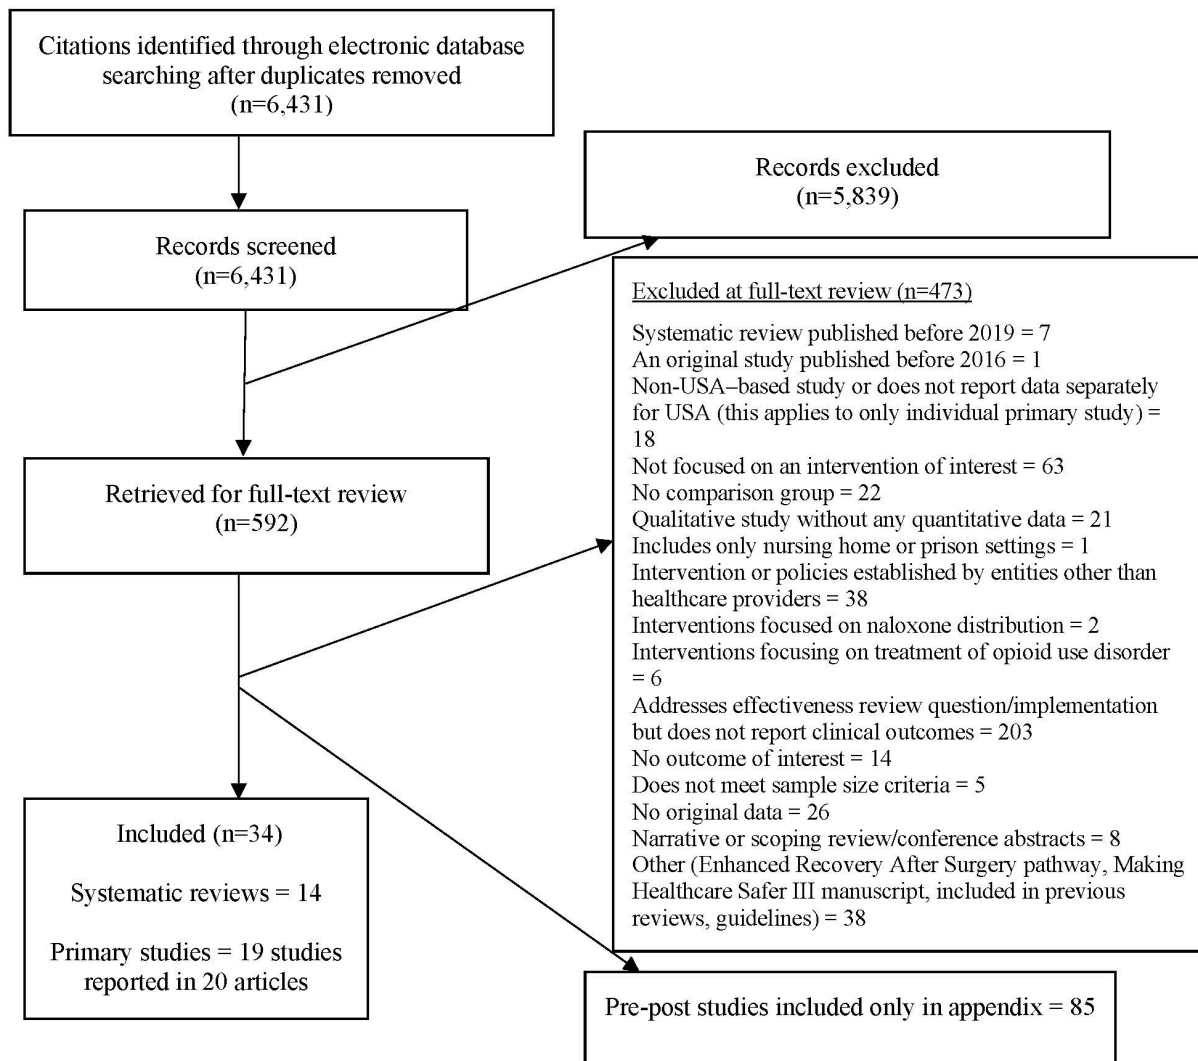 Citations identified through electronic database
searching after duplicates removed
(n=6,431)
Records excluded
(n=5,839)
Records screened
(n=6,431)
Excluded at full-text review (n=473)
Systematic review published before 2019 = 7
An original study published before 2016 = 1
Non-USA–based study or does not report data separately
for USA (this applies to only individual primary study) =
18
Not focused on an intervention of interest = 63
No comparison group = 22
Qualitative study without any quantitative data = 21
Includes only nursing home or prison settings = 1
Intervention or policies established by entities other than
healthcare providers = 38
Interventions focused on naloxone distribution = 2
Interventions focusing on treatment of opioid use disorder
= 6
Addresses effectiveness review question/implementation
but does not report clinical outcomes = 203
No outcome of interest = 14
Does not meet sample size criteria = 5
No original data = 26
Narrative or scoping review/conference abstracts = 8
Other (Enhanced Recovery After Surgery pathway, Making
Healthcare Safer III manuscript, included in previous
reviews, guidelines) = 38
Retrieved for full-text review
(n=592)
Included (n=34)
Systematic reviews = 14
Primary studies = 19 studies
reported in 20 articles
Pre-post studies included only in appendix = 85